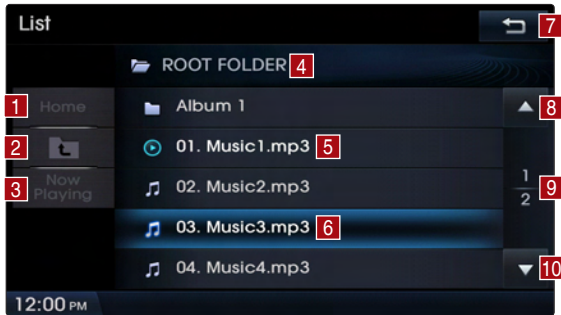 List
7
ROOT FOLDER 4
1 Home
Album 1
8
2
01. Music1.mp3 5
3 Now Playing
02. Music2.mp3
1
2
9
03. Music3.mp3 6
04. Music4.mp3
10
12:00 PM